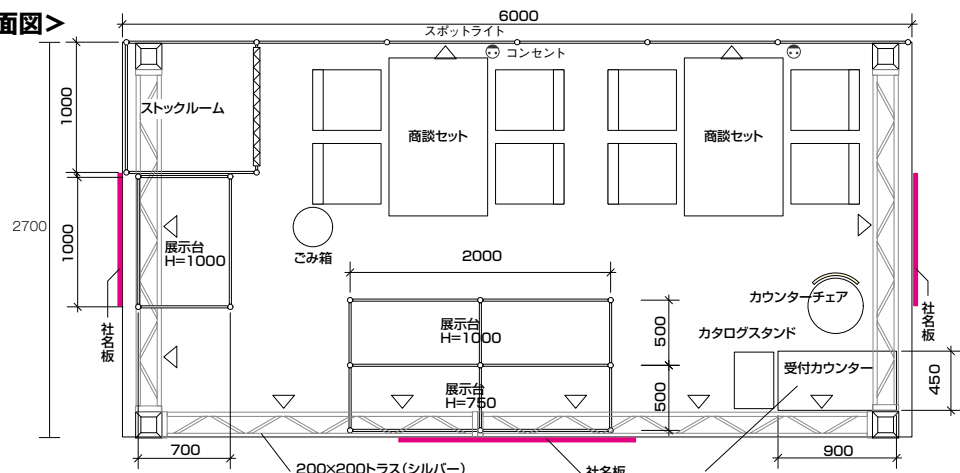 面図>
6000
スポットライト
コンセント
1000
ストックルーム
商談セット
商談セット
2700
1000
展示台
H=1000
ごみ箱
2000
展示台
H=1000
500
カウンターチェア
カタログスタンド
社名板
社名板
受付カウンター
450
展示台
H=750
500
700
900
200×200トラス(シルバー)
社名板